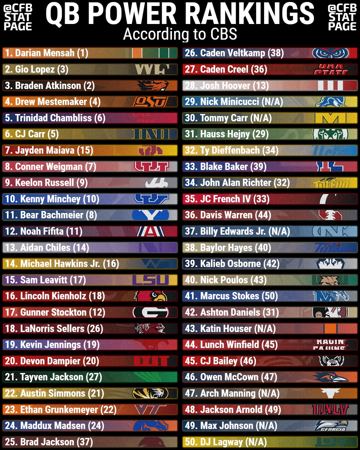 @CFB
STAT
PAGE
QB POWER RANKINGS
According to CBS
@CFB
STAT
PAGE
1. Darian Mensah (1)
2. Gio Lopez (3)
3. Braden Atkinson (2)
4. Drew Mestemaker (4)
5. Trinidad Chambliss (6)
6. CJ Carr (5)
7. Jayden Maiava (15)
8. Conner Weigman (7)
9. Keelon Russell (9)
10. Kenny Minchey (10)
11. Bear Bachmeier (8)
12. Noah Fifita (11)
13. Aidan Chiles (14)
14. Michael Hawkins Jr. (16)
15. Sam Leavitt (17)
16. Lincoln Kienholz (18)
17. Gunner Stockton (12)
18. LaNorris Sellers (26)
19. Kevin Jennings (19)
20. Devon Dampier (20)
21. Tayven Jackson (27)
22. Austin Simmons (21)
23. Ethan Grunkemeyer (22)
24. Maddux Madsen (24)
25. Brad Jackson (37)
26. Caden Veltkamp (38)
27. Caden Creel (36)
28. Josh Hoover (13)
29. Nick Minicucci (N/A)
30. Tommy Carr (N/A)
31. Hauss Hejny (29)
32. Ty Dieffenbach (34)
33. Blake Baker (39)
34. John Alan Richter (32)
35. JC French IV (33)
36. Davis Warren (44)
37. Billy Edwards Jr. (N/A)
38. Baylor Hayes (40)
39. Kalieb Osborne (42)
40. Nick Poulos (43)
41. Marcus Stokes (50)
42. Ashton Daniels (31)
43. Katin Houser (N/A)
44. Lunch Winfield (45)
45. CJ Bailey (46)
46. Owen McCown (47)
47. Arch Manning (N/A)
48. Jackson Arnold (49)
49. Max Johnson (N/A)
50. DJ Lagway (N/A)